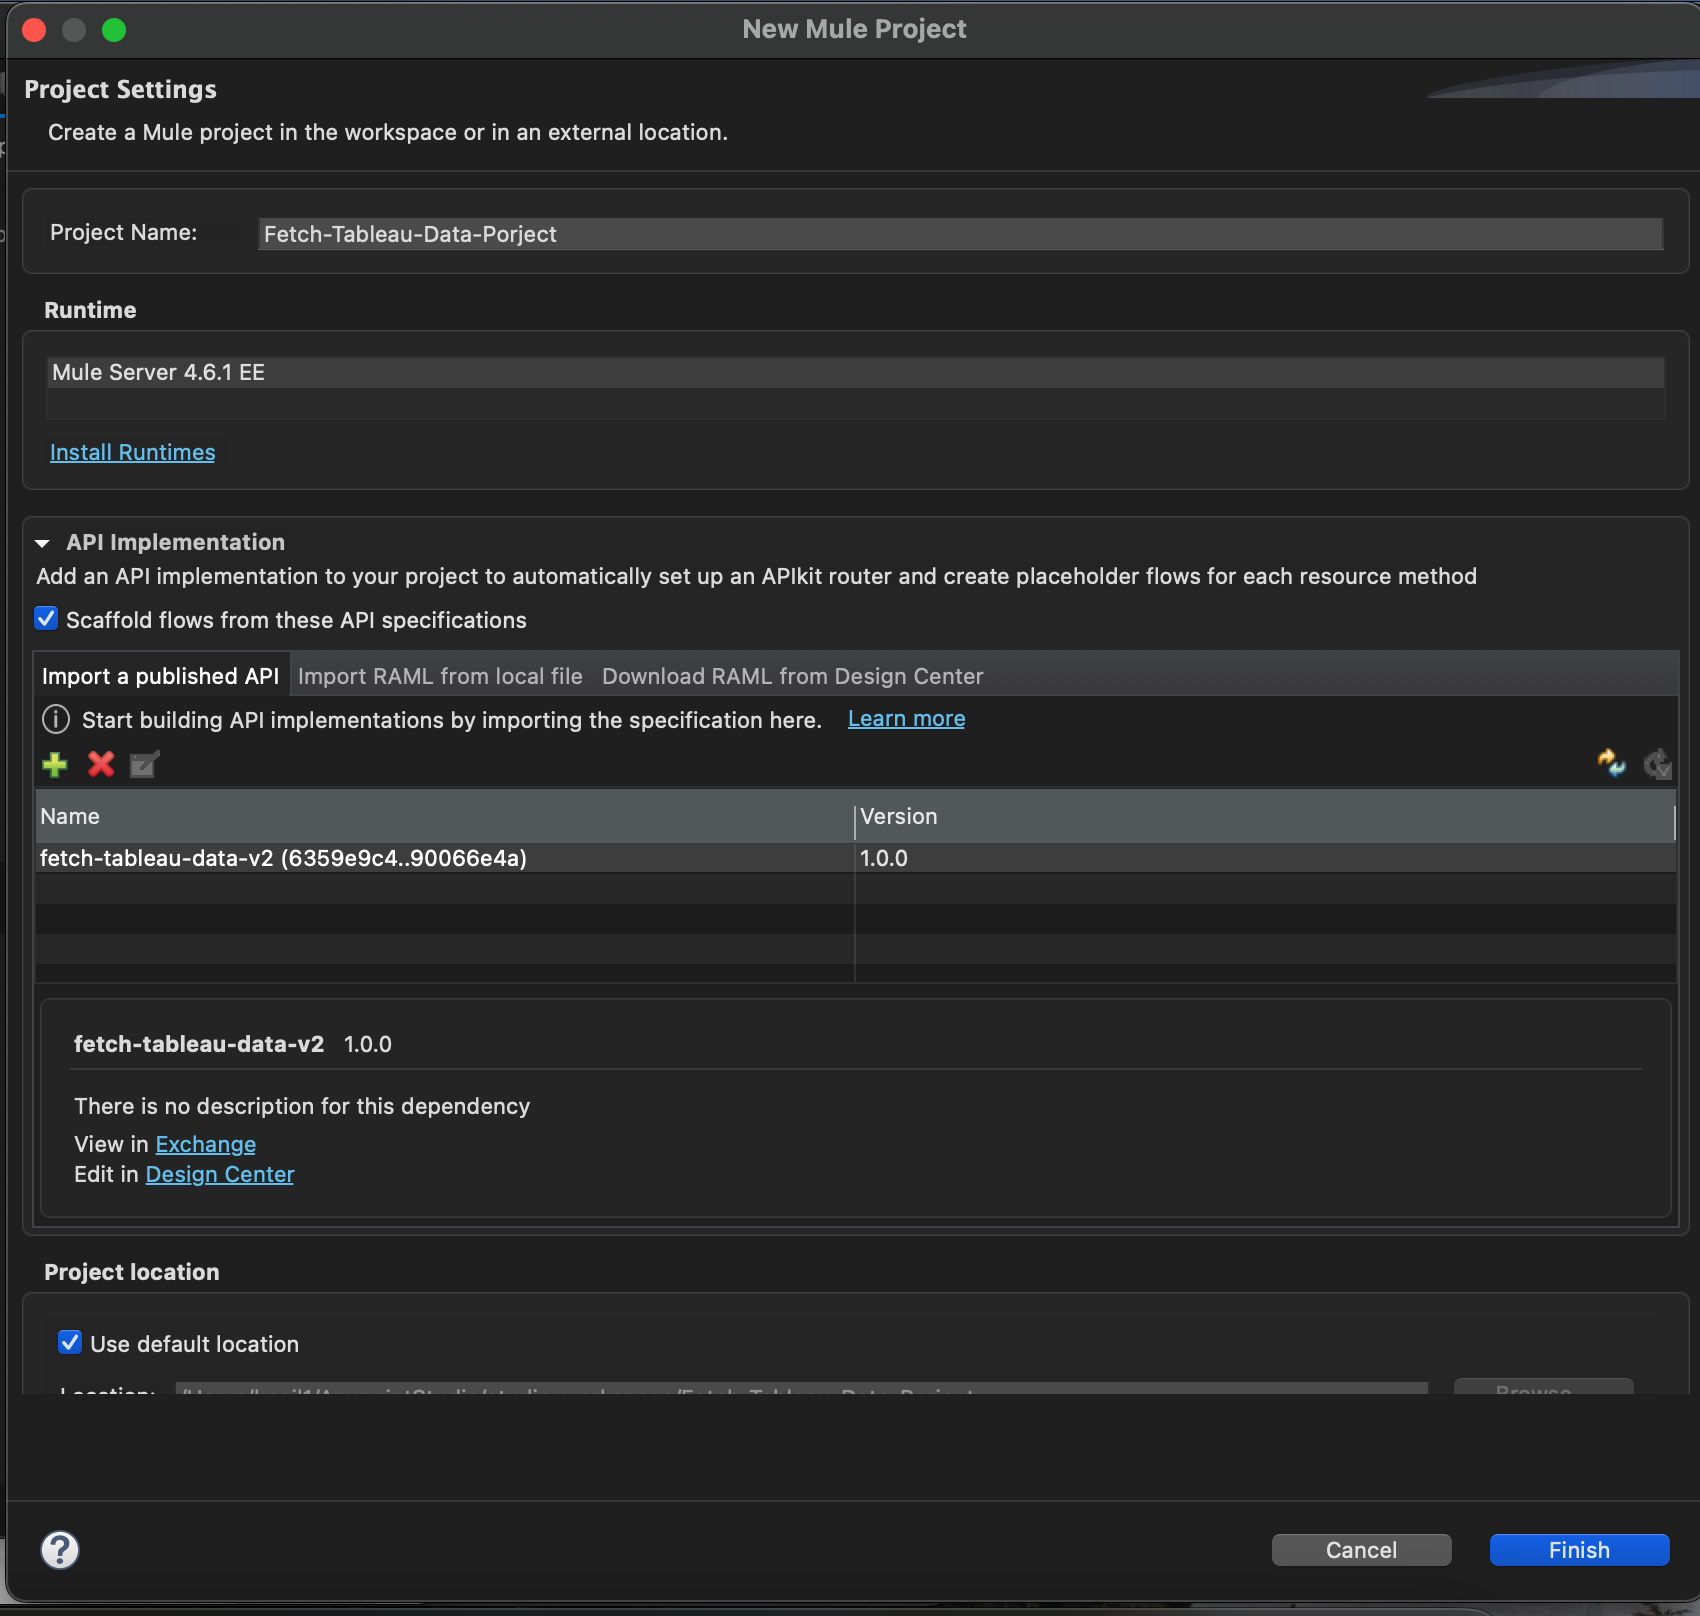 New Mule Project
Project Settings
Create a Mule project in the workspace or in an external location.
Project Name: Fetch-Tableau-Data-Porject
Runtime
Mule Server 4.6.1 EE
Install Runtimes
API Implementation
Add an API implementation to your project to automatically set up an APIkit router and create placeholder flows for each resource method
Scaffold flows from these API specifications
Import a published API Import RAML from local file Download RAML from Design Center
Start building API implementations by importing the specification here. Learn more
Name Version
fetch-tableau-data-v2 (6359e9c4..90066e4a) 1.0.0
fetch-tableau-data-v2 1.0.0
There is no description for this dependency
View in Exchange
Edit in Design Center
Project location
Use default location
Location: Browse
? Cancel Finish